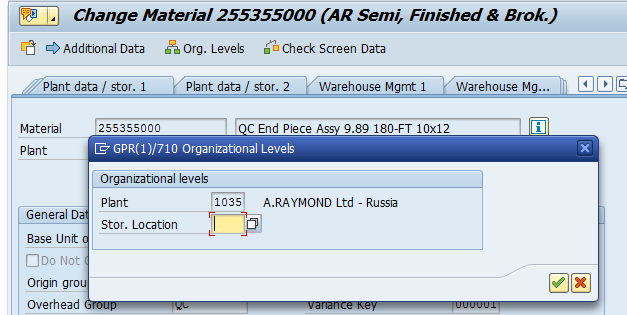 Change Material 255355000 (AR Semi, Finished & Brok.)
Additional Data Org. Levels Check Screen Data
Plant data / stor. 1 Plant data / stor. 2 Warehouse Mgmt 1 Warehouse Mg...
Material 255355000 QC End Piece Assy 9.89 180-FT 10x12
Plant
GPR(1)/710 Organizational Levels
Organizational levels
Plant 1035 A.RAYMOND Ltd - Russia
Stor. Location
General Dat
Base Unit o
Do Not
Origin grou
Overhead Group QC Variance Key 000001